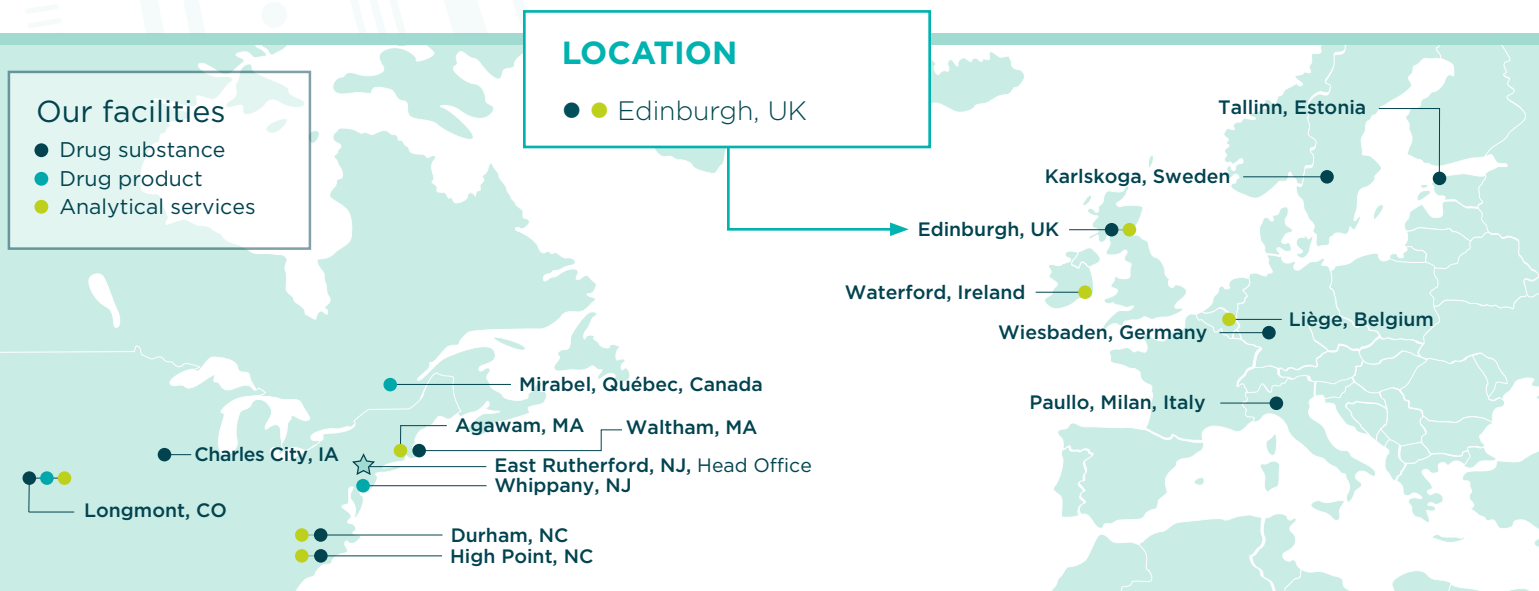 LOCATION
Edinburgh, UK
Our facilities
Drug substance
Drug product
Analytical services
Tallinn, Estonia
Karlskoga, Sweden
Edinburgh, UK
Waterford, Ireland
Liège, Belgium
Wiesbaden, Germany
Paullo, Milan, Italy
Mirabel, Québec, Canada
Agawam, MA
Waltham, MA
Charles City, IA
East Rutherford, NJ, Head Office
Whippany, NJ
Longmont, CO
Durham, NC
High Point, NC